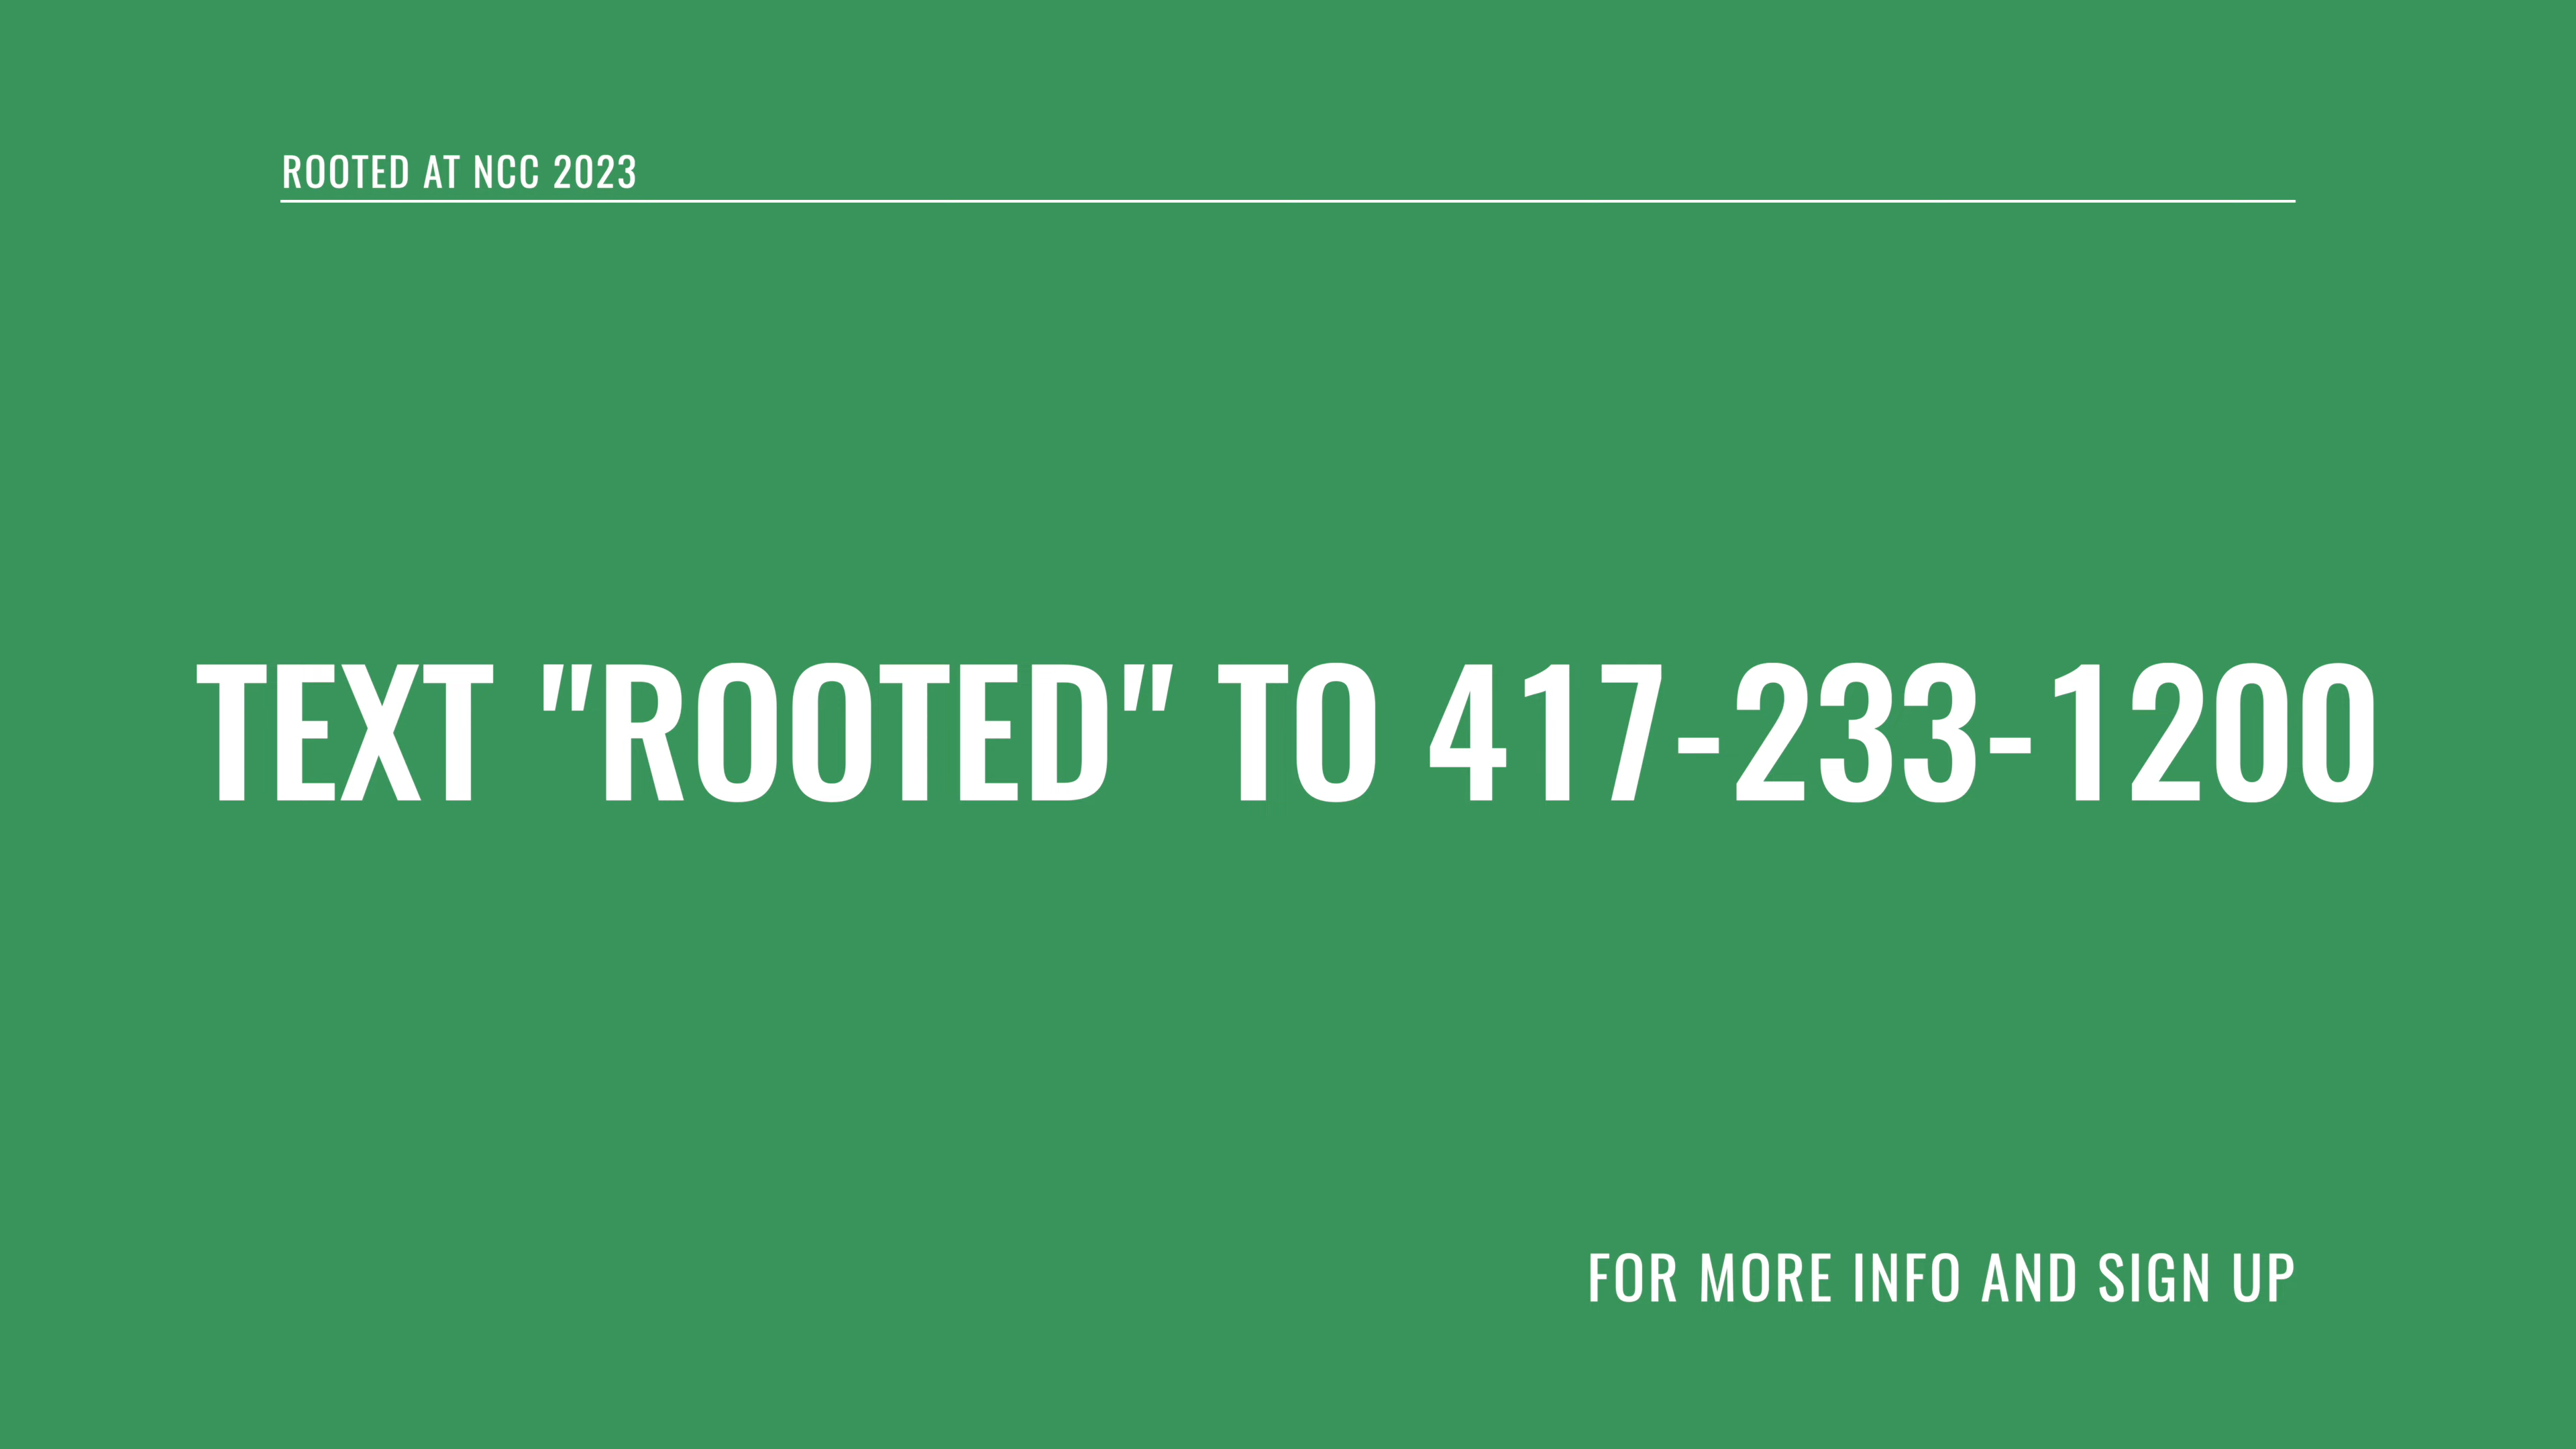 ROOTED AT NCC 2023
TEXT "ROOTED" TO 417-233-1200
FOR MORE INFO AND SIGN UP